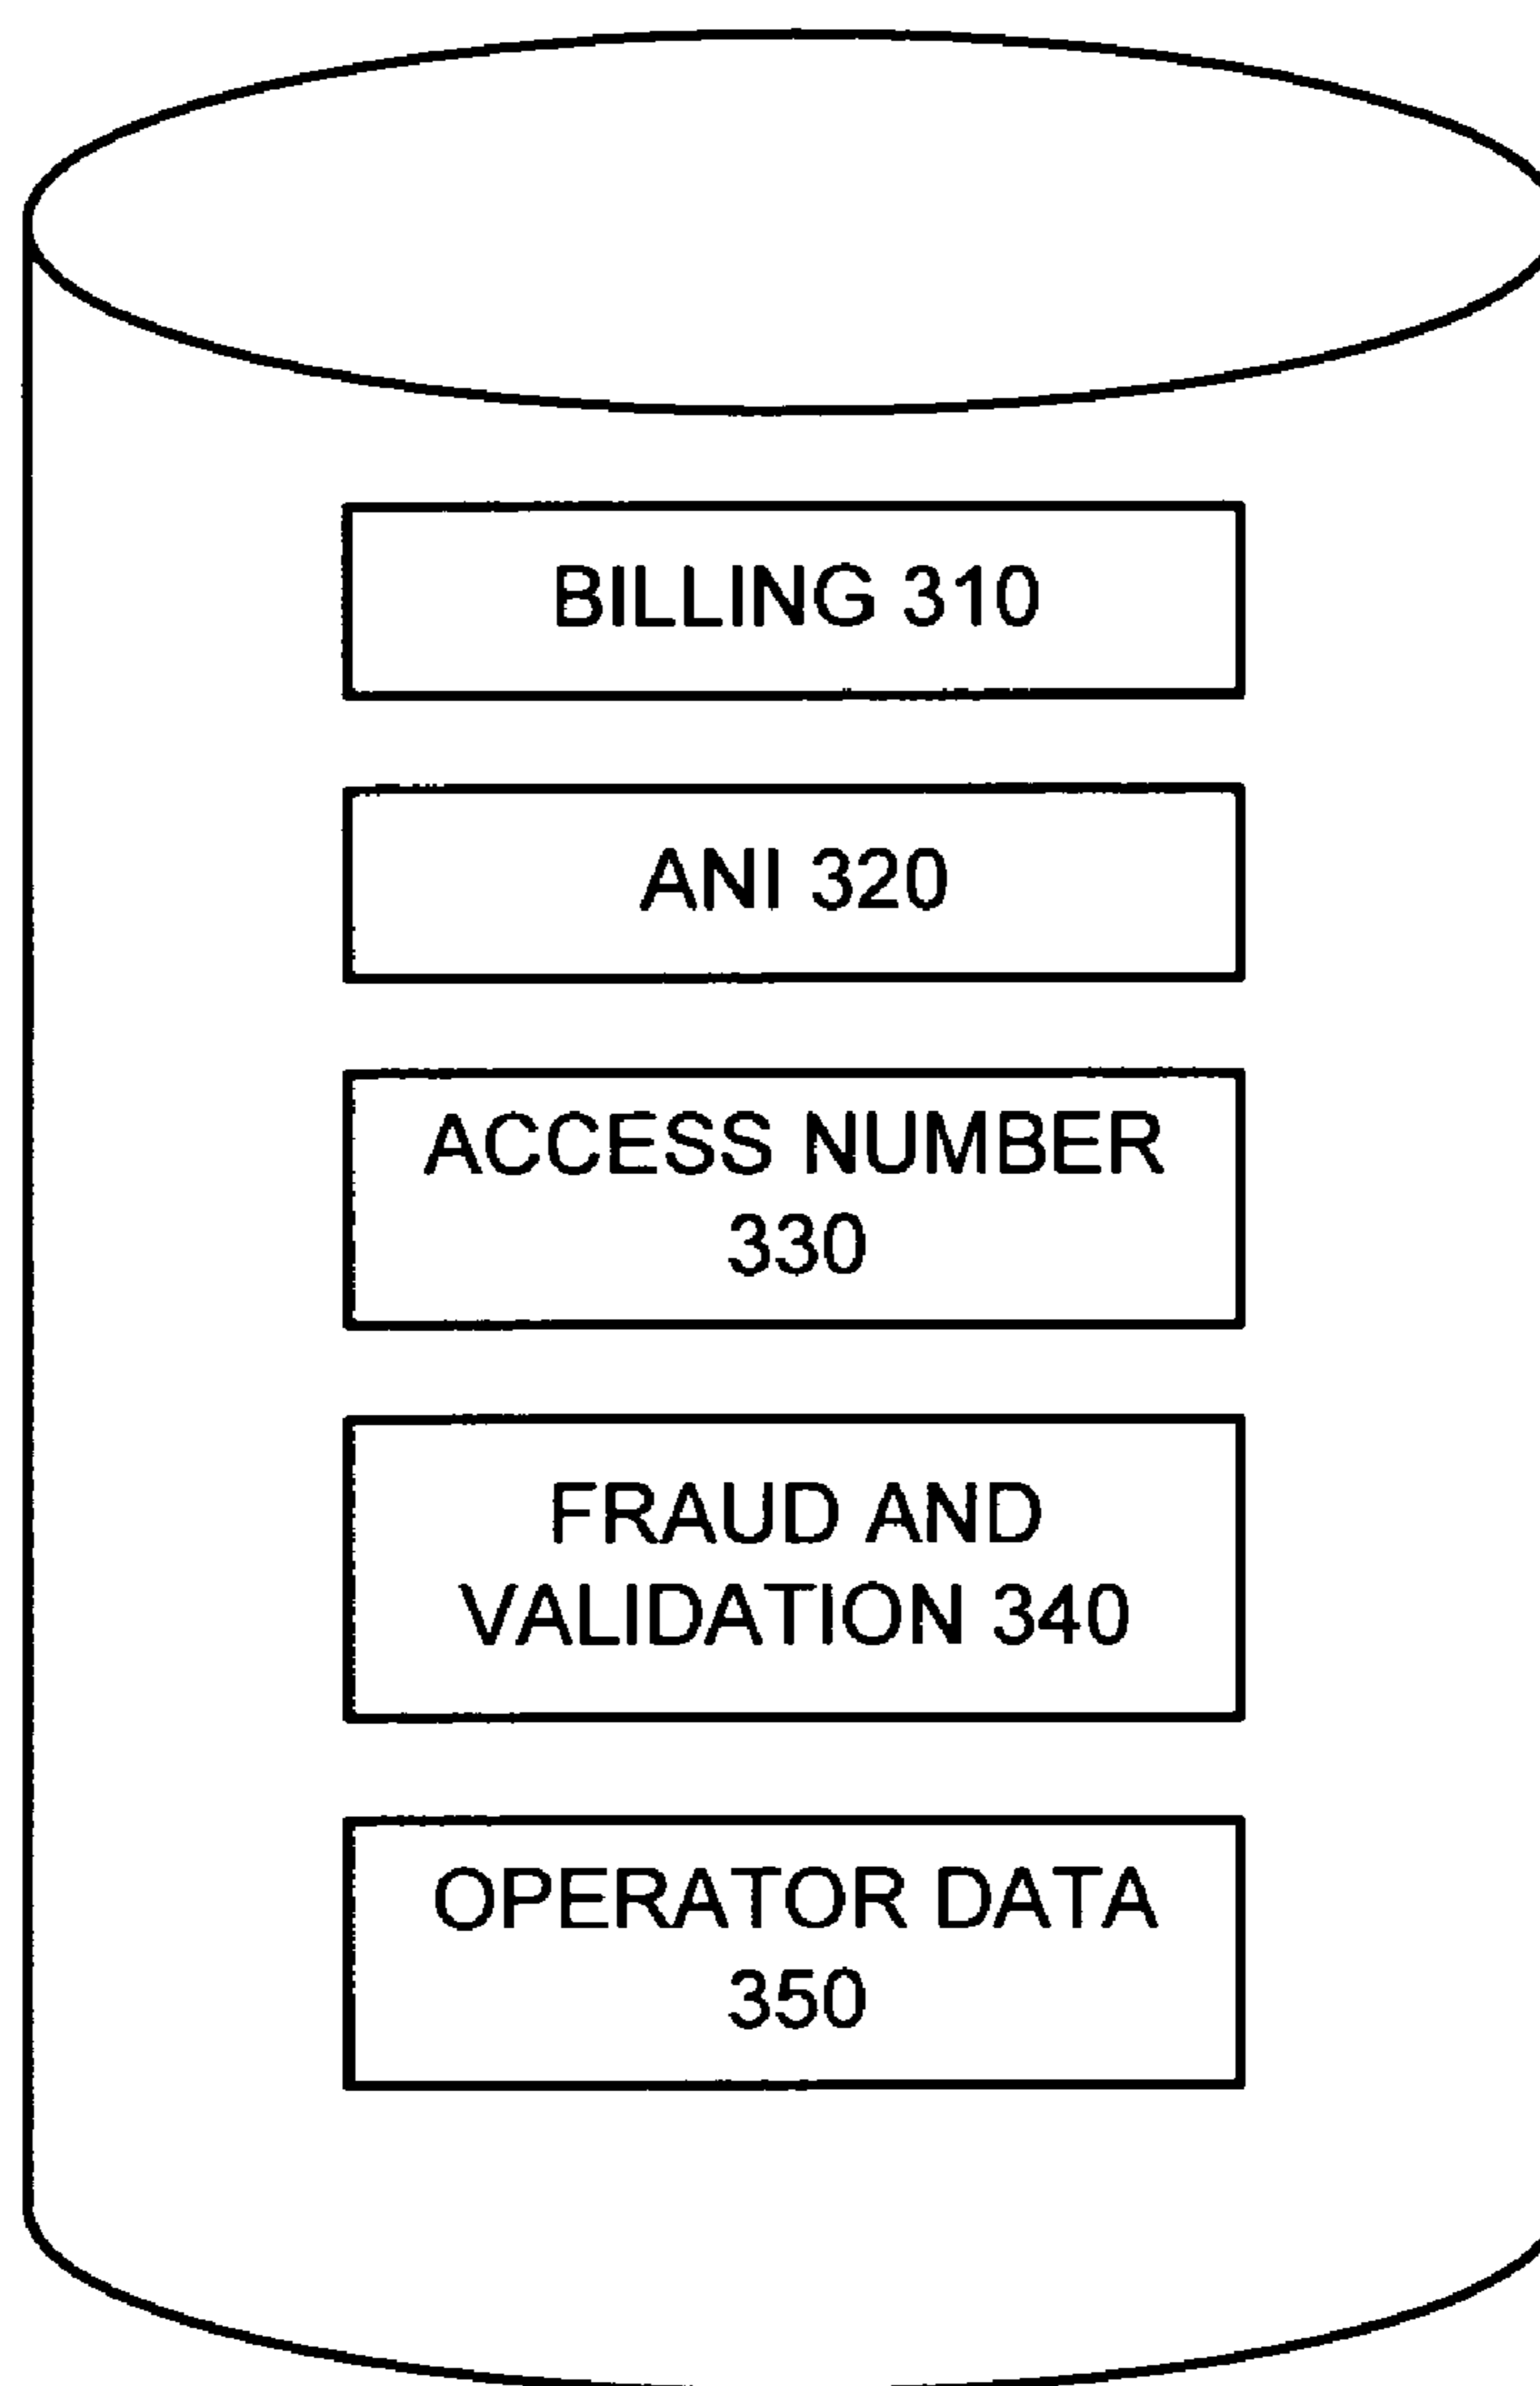 BILLING 310
ANI 320
ACCESS NUMBER
330
FRAUD AND
VALIDATION 340
OPERATOR DATA
350